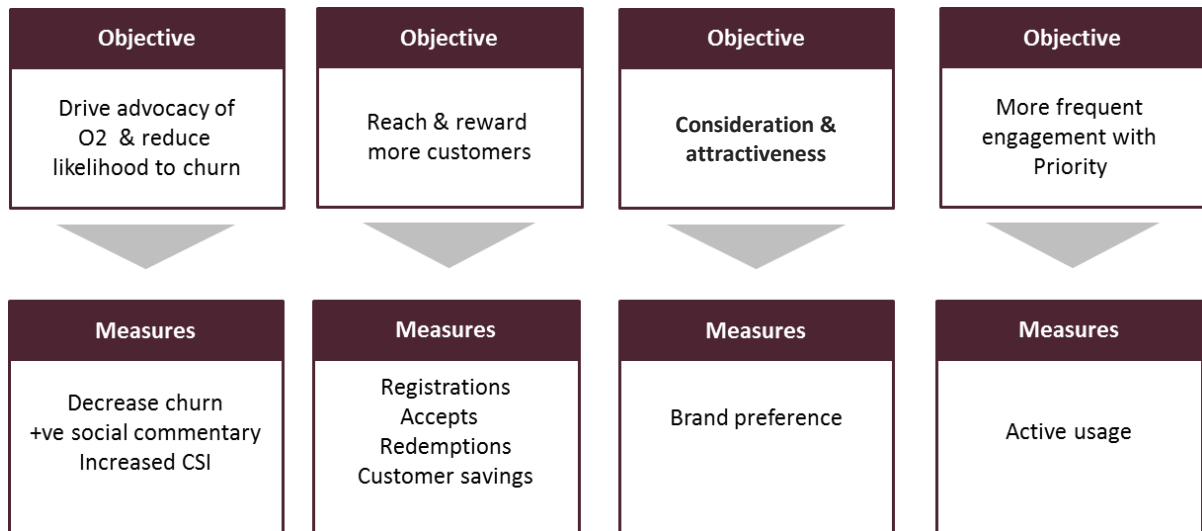 Objective
Drive advocacy of
O2 & reduce
likelihood to churn
Objective
Reach & reward
more customers
Objective
Consideration &
attractiveness
Objective
More frequent
engagement with
Priority
Measures
Decrease churn
+ve social commentary
Increased CSI
Measures
Registrations
Accepts
Redemptions
Customer savings
Measures
Brand preference
Measures
Active usage